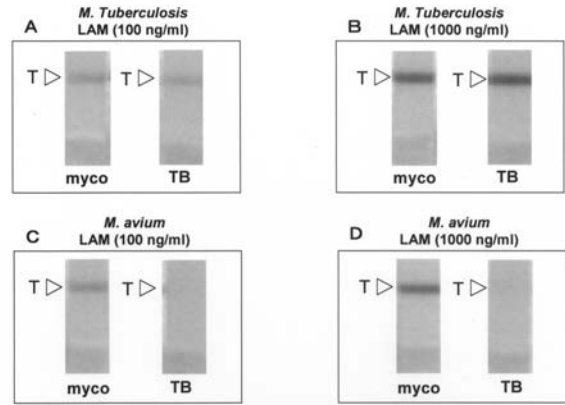 A
M. Tuberculosis
LAM (100 ng/ml)
T
T
myco
TB
B
M. Tuberculosis
LAM (1000 ng/ml)
T
T
myco
TB
C
M. avium
LAM (100 ng/ml)
T
T
myco
TB
D
M. avium
LAM (1000 ng/ml)
T
T
myco
TB